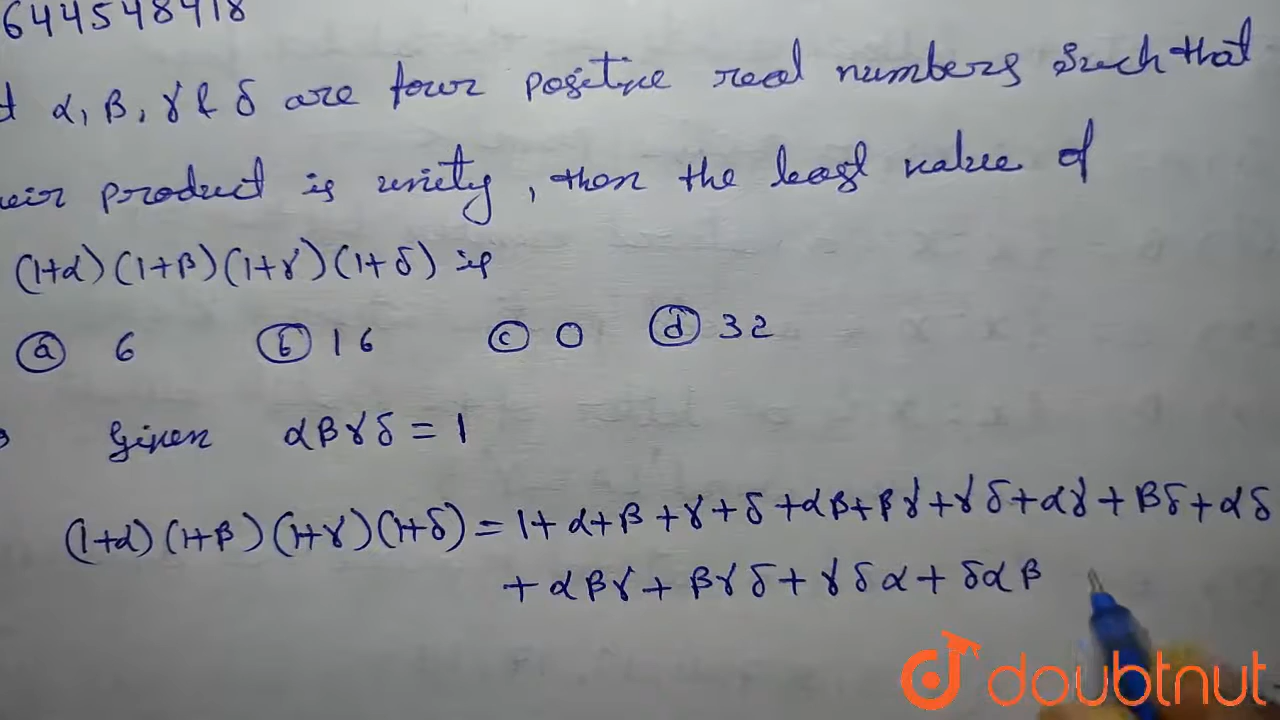 644548418
α, β, γ & δ are four positive real numbers such that
product is uniety, then the least value of
(1+α)(1+β)(1+γ)(1+δ) is
(a) 6 (b) 16 (c) 0 (d) 32
Given αβγδ = 1
(1+α)(1+β)(1+γ)(1+δ) = 1+α+β+γ+δ+αβ+βγ+γδ+αγ+βδ+αδ
+ αβγ + βγδ + γδα + δαβ
doubtnut